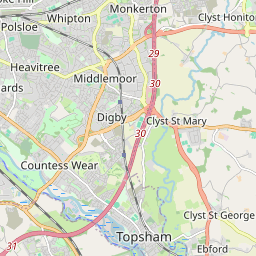 Monkerton
Whipton
Clyst Honiton
Polsloe
29
Heavitree
Middlemoor
30
ards
Digby
Clyst St Mary
30
Countess Wear
Clyst St George
Topsham
31
Ebford